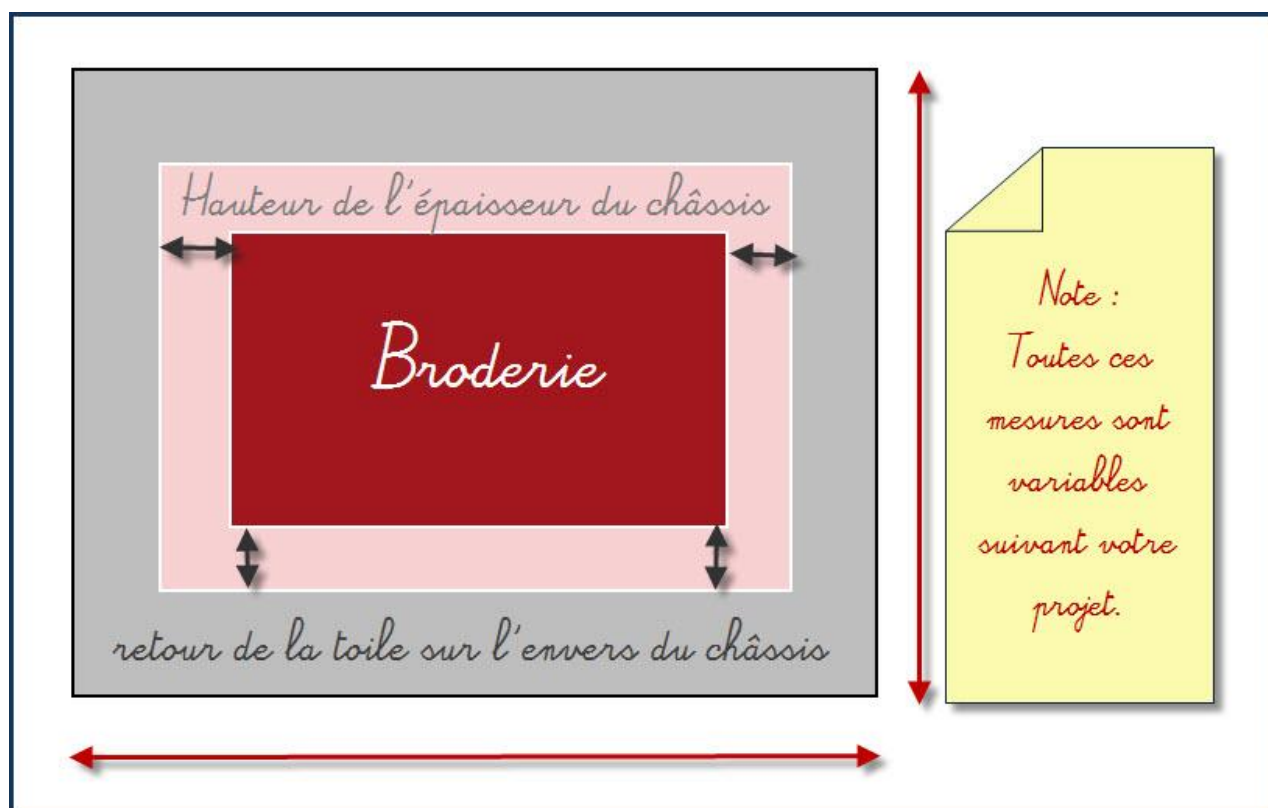 Hauteur de l'épaisseur du châssis
Broderie
retour de la toile sur l'envers du châssis
Note :
Toutes ces
mesures sont
variables
suivant votre
projet.